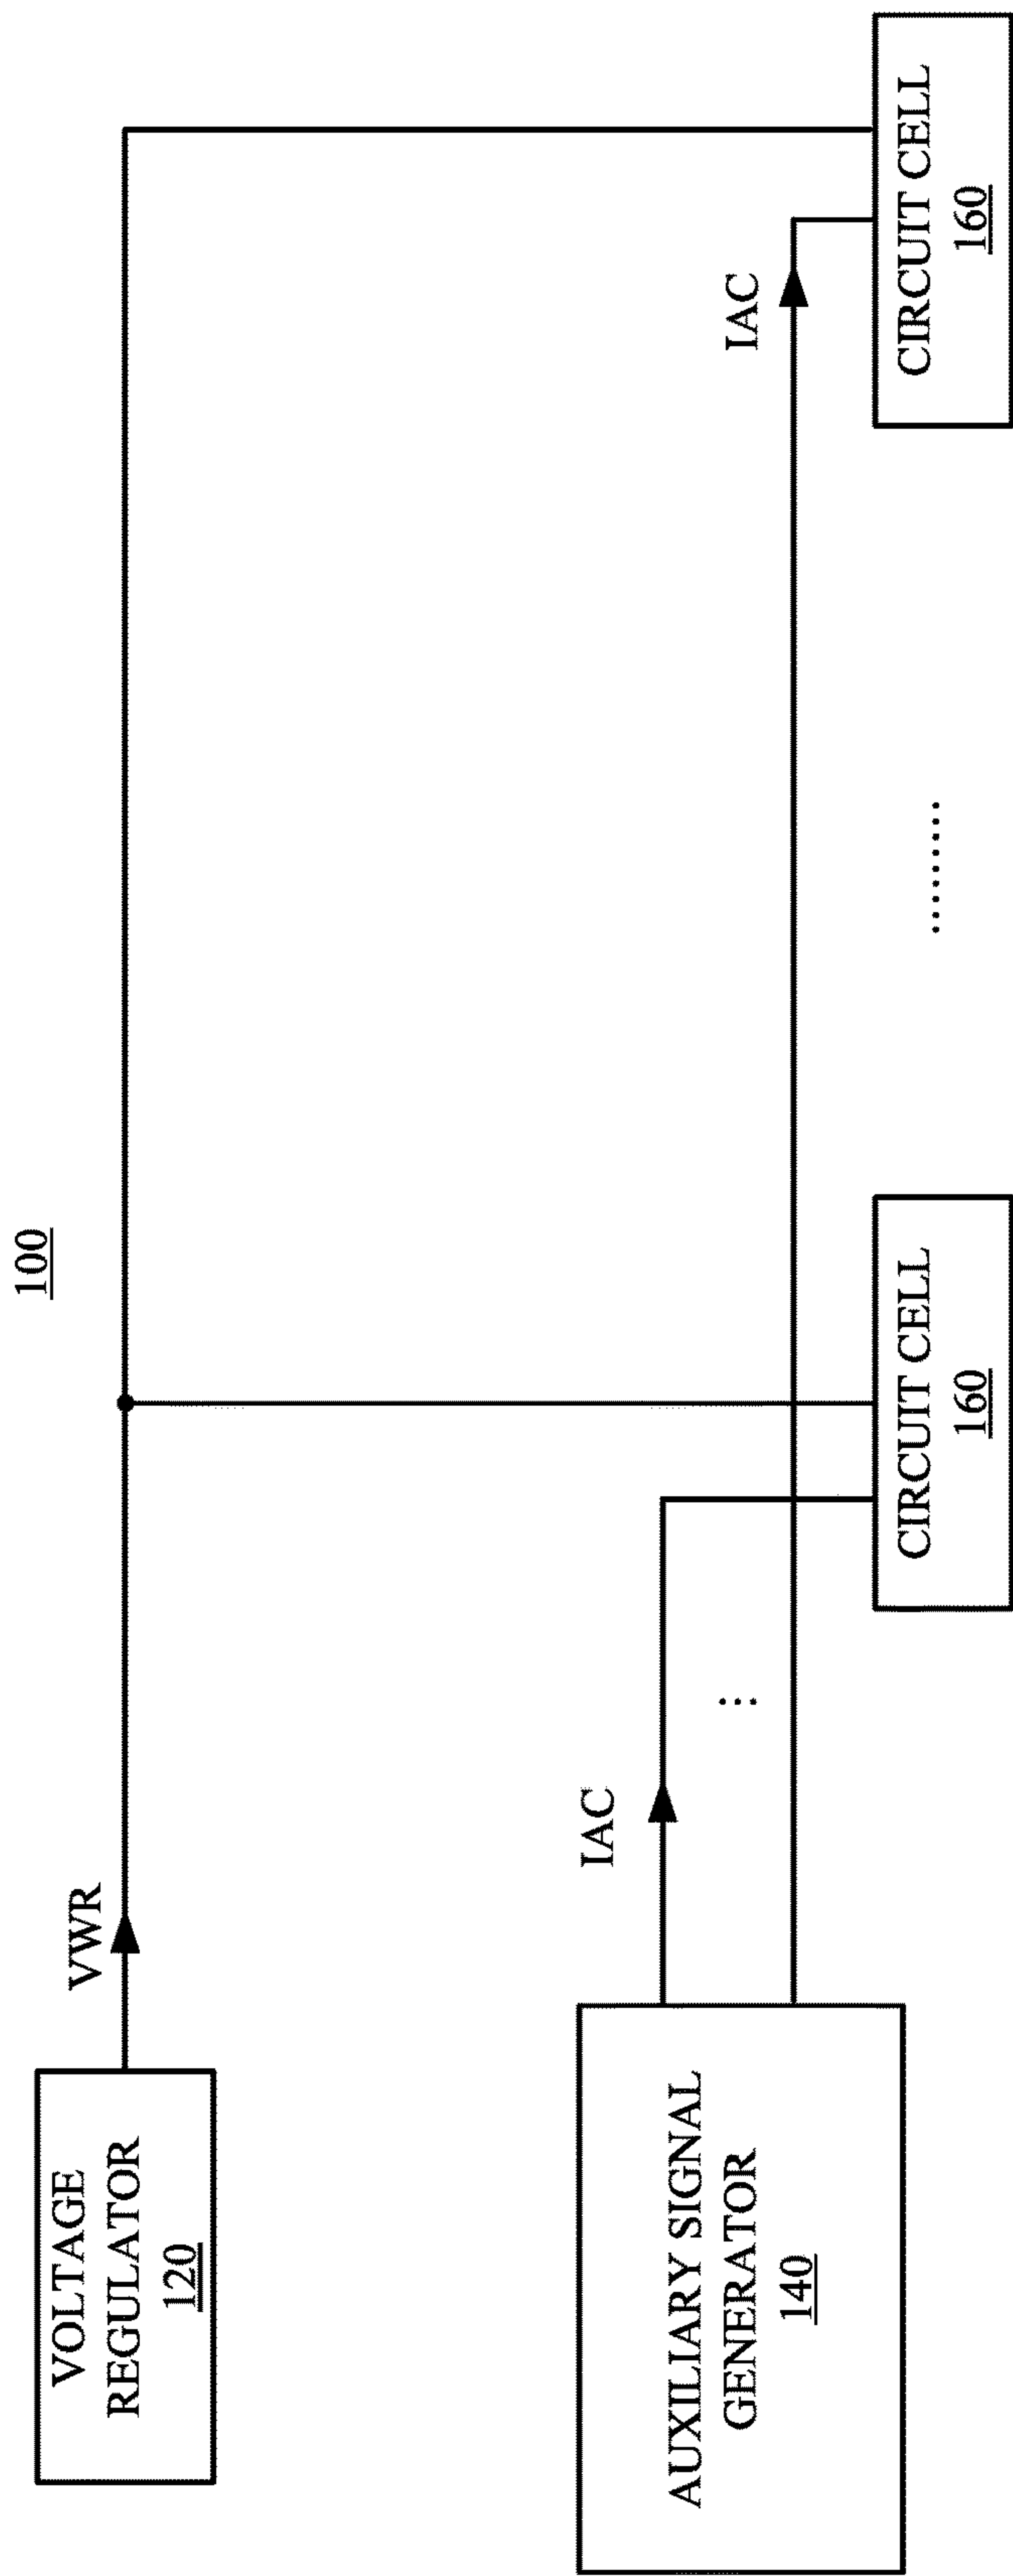 100
VOLTAGE
REGULATOR
120
VWR
AUXILIARY SIGNAL
GENERATOR
140
IAC
...
IAC
CIRCUIT CELL
160
.........
CIRCUIT CELL
160